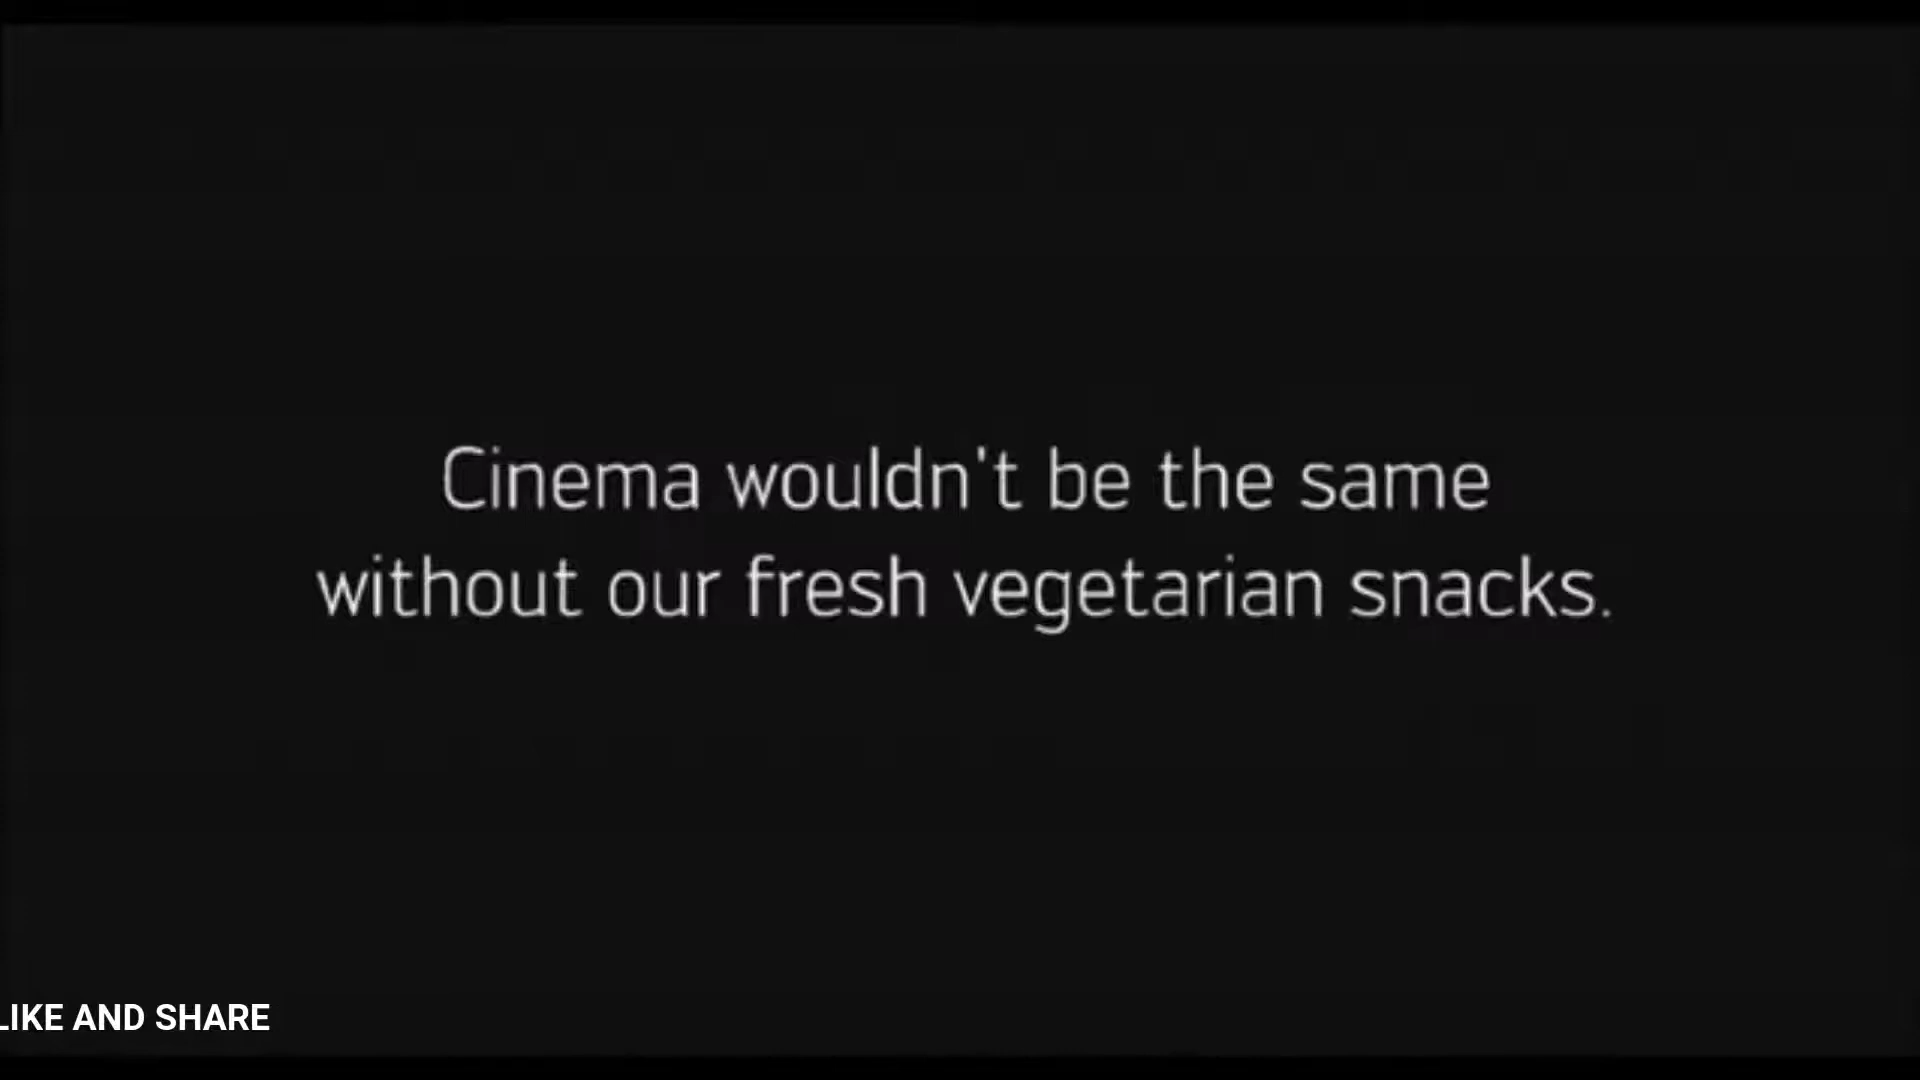 Cinema wouldn't be the same
without our fresh vegetarian snacks.
LIKE AND SHARE